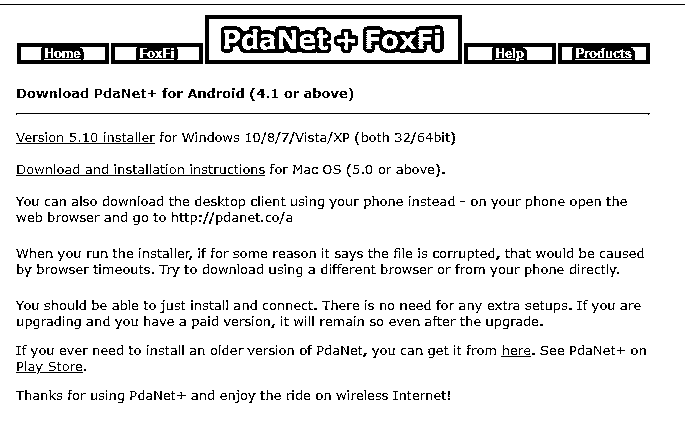 Home FoxFi PdaNet + FoxFi Help Products
Download PdaNet+ for Android (4.1 or above)
Version 5.10 installer for Windows 10/8/7/Vista/XP (both 32/64bit)
Download and installation instructions for Mac OS (5.0 or above).
You can also download the desktop client using your phone instead - on your phone open the
web browser and go to http://pdanet.co/a
When you run the installer, if for some reason it says the file is corrupted, that would be caused
by browser timeouts. Try to download using a different browser or from your phone directly.
You should be able to just install and connect. There is no need for any extra setups. If you are
upgrading and you have a paid version, it will remain so even after the upgrade.
If you ever need to install an older version of PdaNet, you can get it from here. See PdaNet+ on
Play Store.
Thanks for using PdaNet+ and enjoy the ride on wireless Internet!